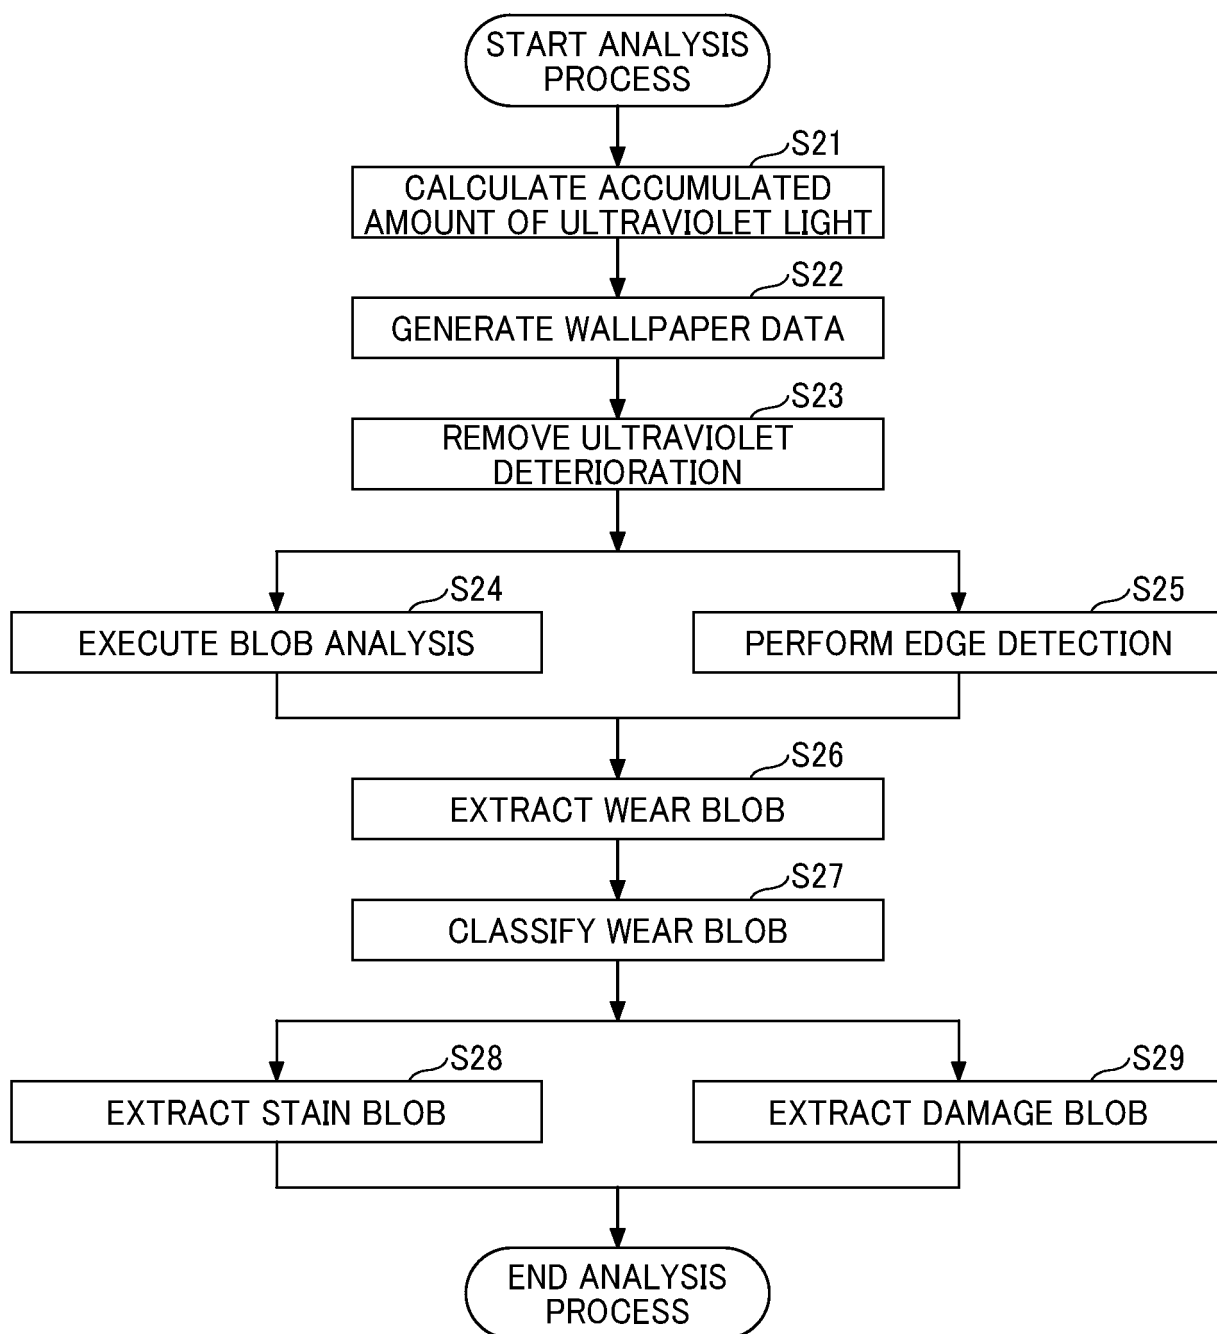 START ANALYSIS
PROCESS
S21
CALCULATE ACCUMULATED
AMOUNT OF ULTRAVIOLET LIGHT
S22
GENERATE WALLPAPER DATA
S23
REMOVE ULTRAVIOLET
DETERIORATION
S24
EXECUTE BLOB ANALYSIS
S25
PERFORM EDGE DETECTION
S26
EXTRACT WEAR BLOB
S27
CLASSIFY WEAR BLOB
S28
EXTRACT STAIN BLOB
S29
EXTRACT DAMAGE BLOB
END ANALYSIS
PROCESS